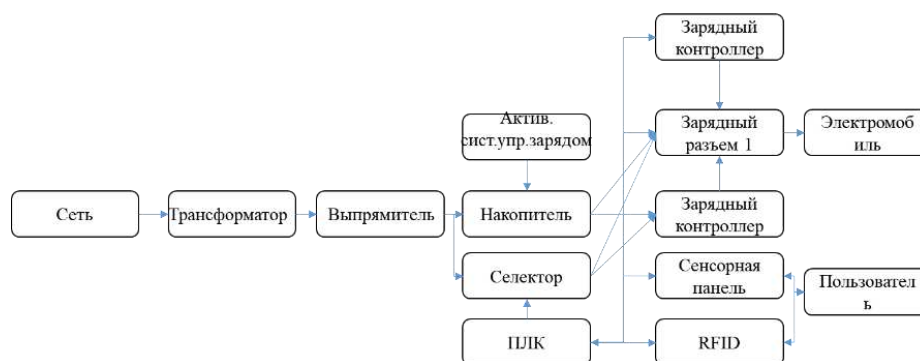 Зарядный
контроллер
Актив.
сист.упр.зарядом
Зарядный
разъем 1
Электромоб
иль
Сеть
Трансформатор
Выпрямитель
Накопитель
Зарядный
контроллер
Селектор
Сенсорная
панель
Пользовател
ь
ПЛК
RFID